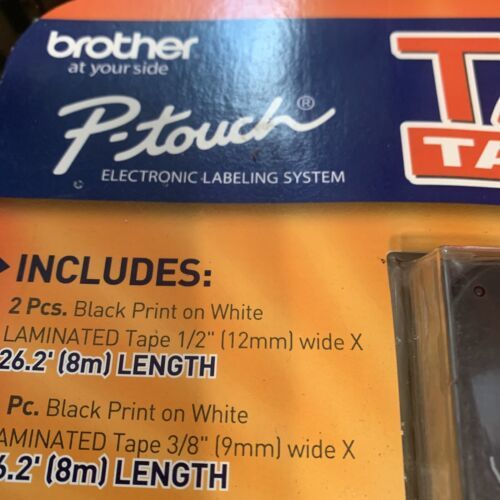 brother
at your side
P-touch®
ELECTRONIC LABELING SYSTEM
INCLUDES:
2 Pcs. Black Print on White
LAMINATED Tape 1/2" (12mm) wide X
26.2' (8m) LENGTH
Pc. Black Print on White
AMINATED Tape 3/8" (9mm) wide X
6.2' (8m) LENGTH